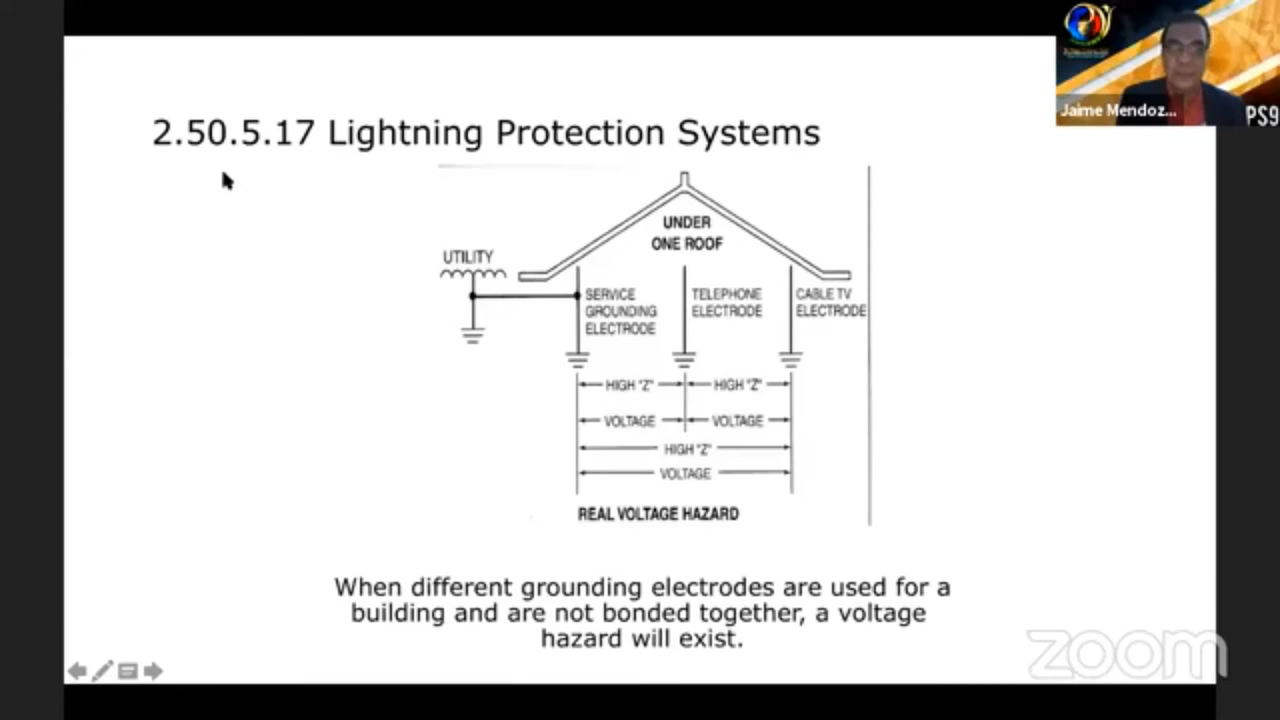 2.50.5.17 Lightning Protection Systems
UNDER
ONE ROOF
UTILITY
SERVICE
GROUNDING
ELECTRODE
TELEPHONE
ELECTRODE
CABLE TV
ELECTRODE
HIGH "Z"
HIGH "Z"
VOLTAGE
VOLTAGE
HIGH "Z"
VOLTAGE
REAL VOLTAGE HAZARD
When different grounding electrodes are used for a
building and are not bonded together, a voltage
hazard will exist.
Jaime Mendoz...
PS9
zoom